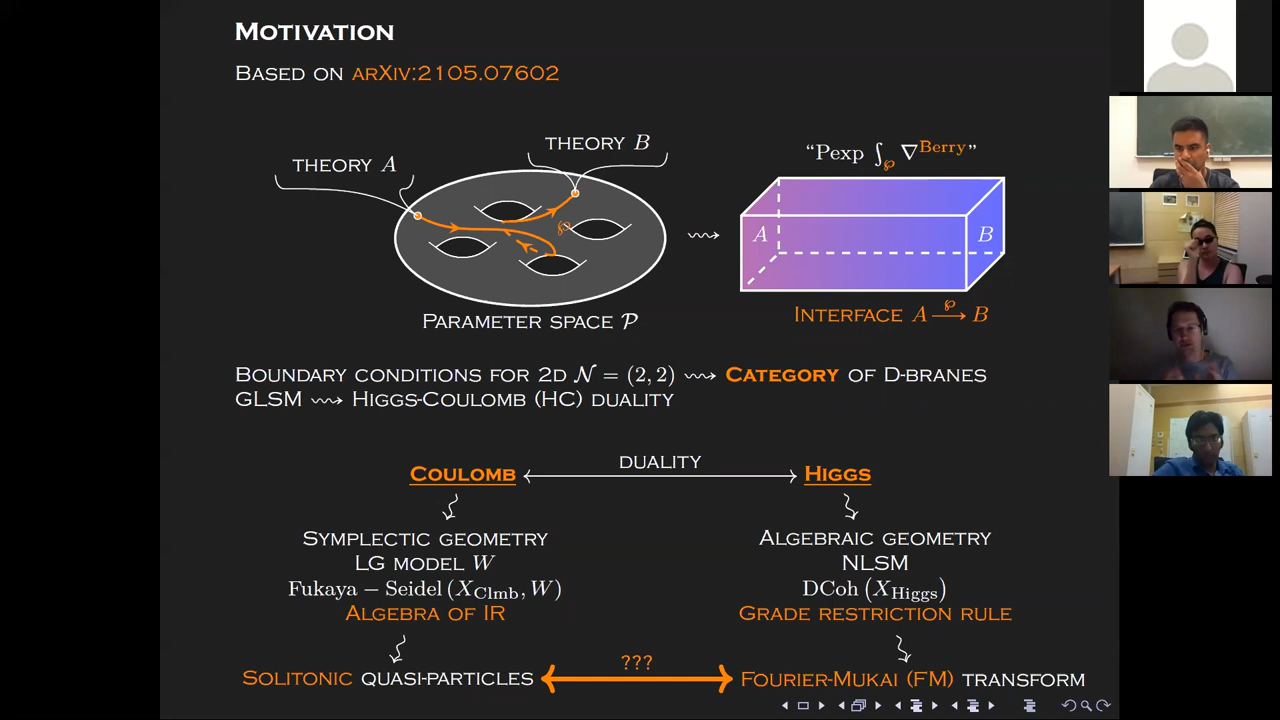 MOTIVATION
BASED ON ARXIV:2105.07602
THEORY A
THEORY B
℘
PARAMETER SPACE 𝒫
⇝
“Pexp ∫℘ ∇^Berry”
A
B
INTERFACE A →^℘ B
BOUNDARY CONDITIONS FOR 2D 𝒩 = (2, 2) ⇝ CATEGORY OF D-BRANES
GLSM ⇝ HIGGS-COULOMB (HC) DUALITY
COULOMB
DUALITY
HIGGS
SYMPLECTIC GEOMETRY
LG MODEL W
Fukaya − Seidel (X_Clmb, W)
ALGEBRA OF IR
ALGEBRAIC GEOMETRY
NLSM
DCoh (X_Higgs)
GRADE RESTRICTION RULE
SOLITONIC QUASI-PARTICLES
???
FOURIER-MUKAI (FM) TRANSFORM